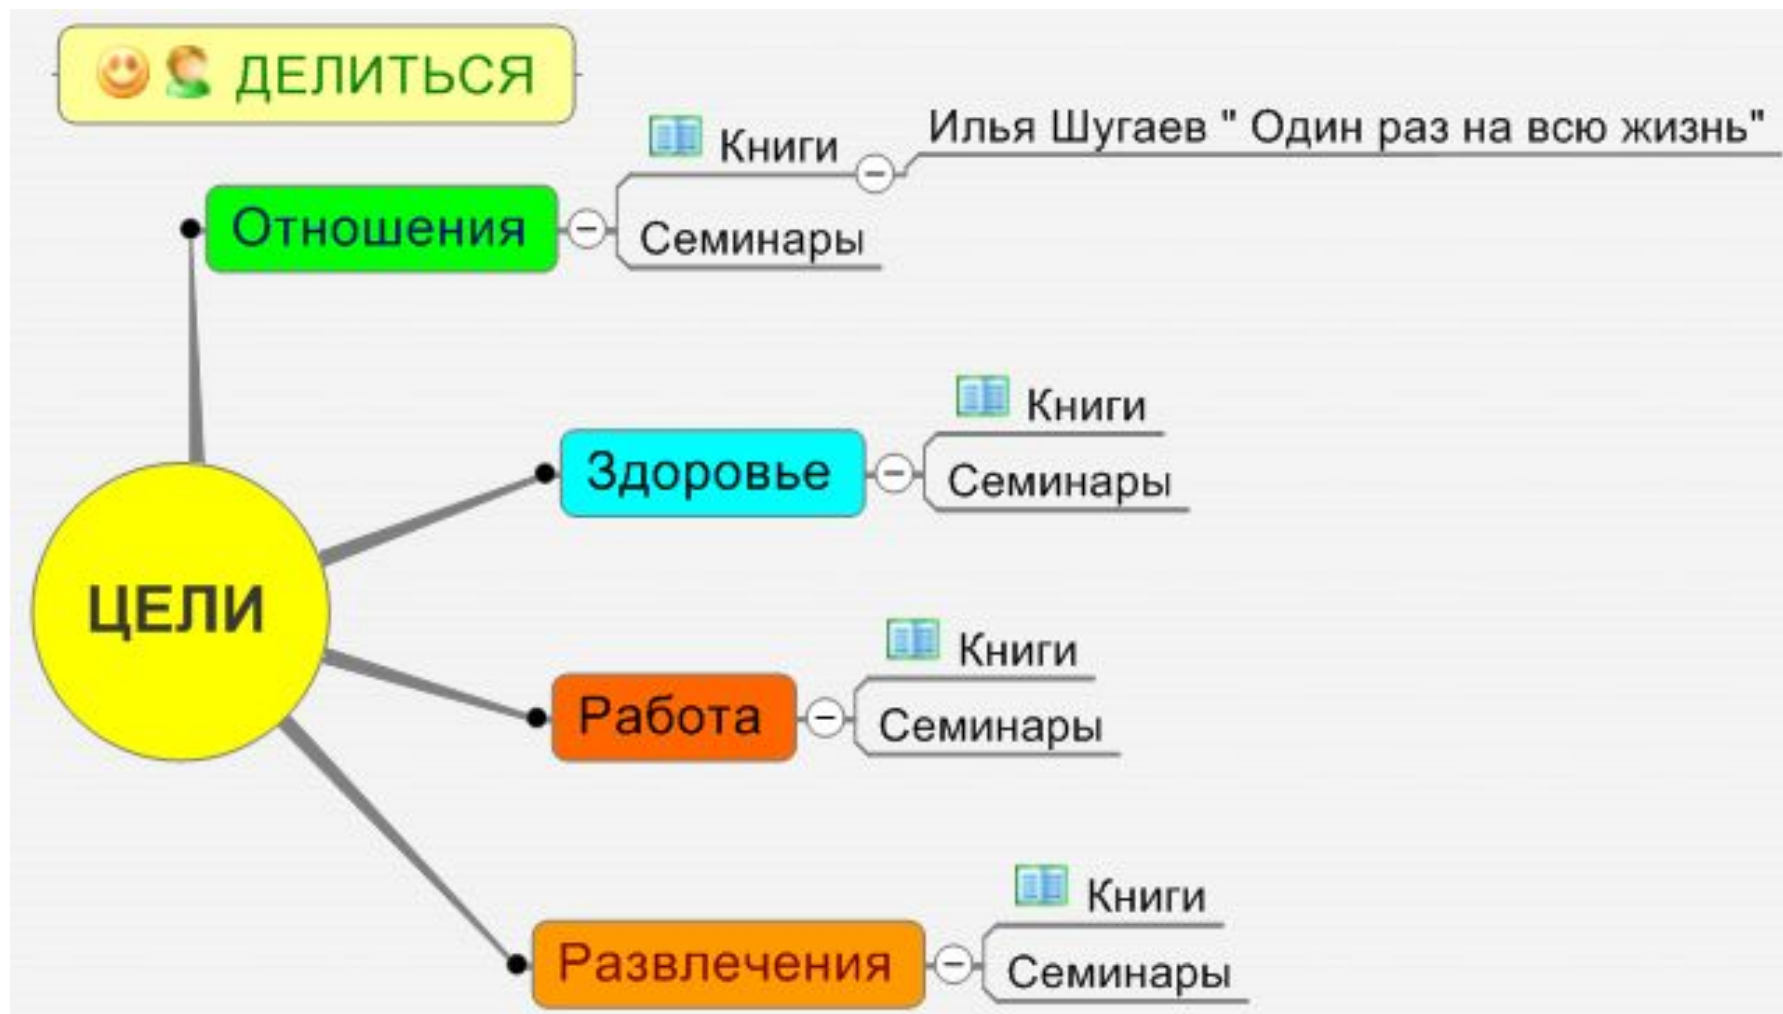 ДЕЛИТЬСЯ
Книги
Илья Шугаев " Один раз на всю жизнь"
Отношения
Семинары
Книги
Здоровье
Семинары
ЦЕЛИ
Книги
Работа
Семинары
Книги
Развлечения
Семинары